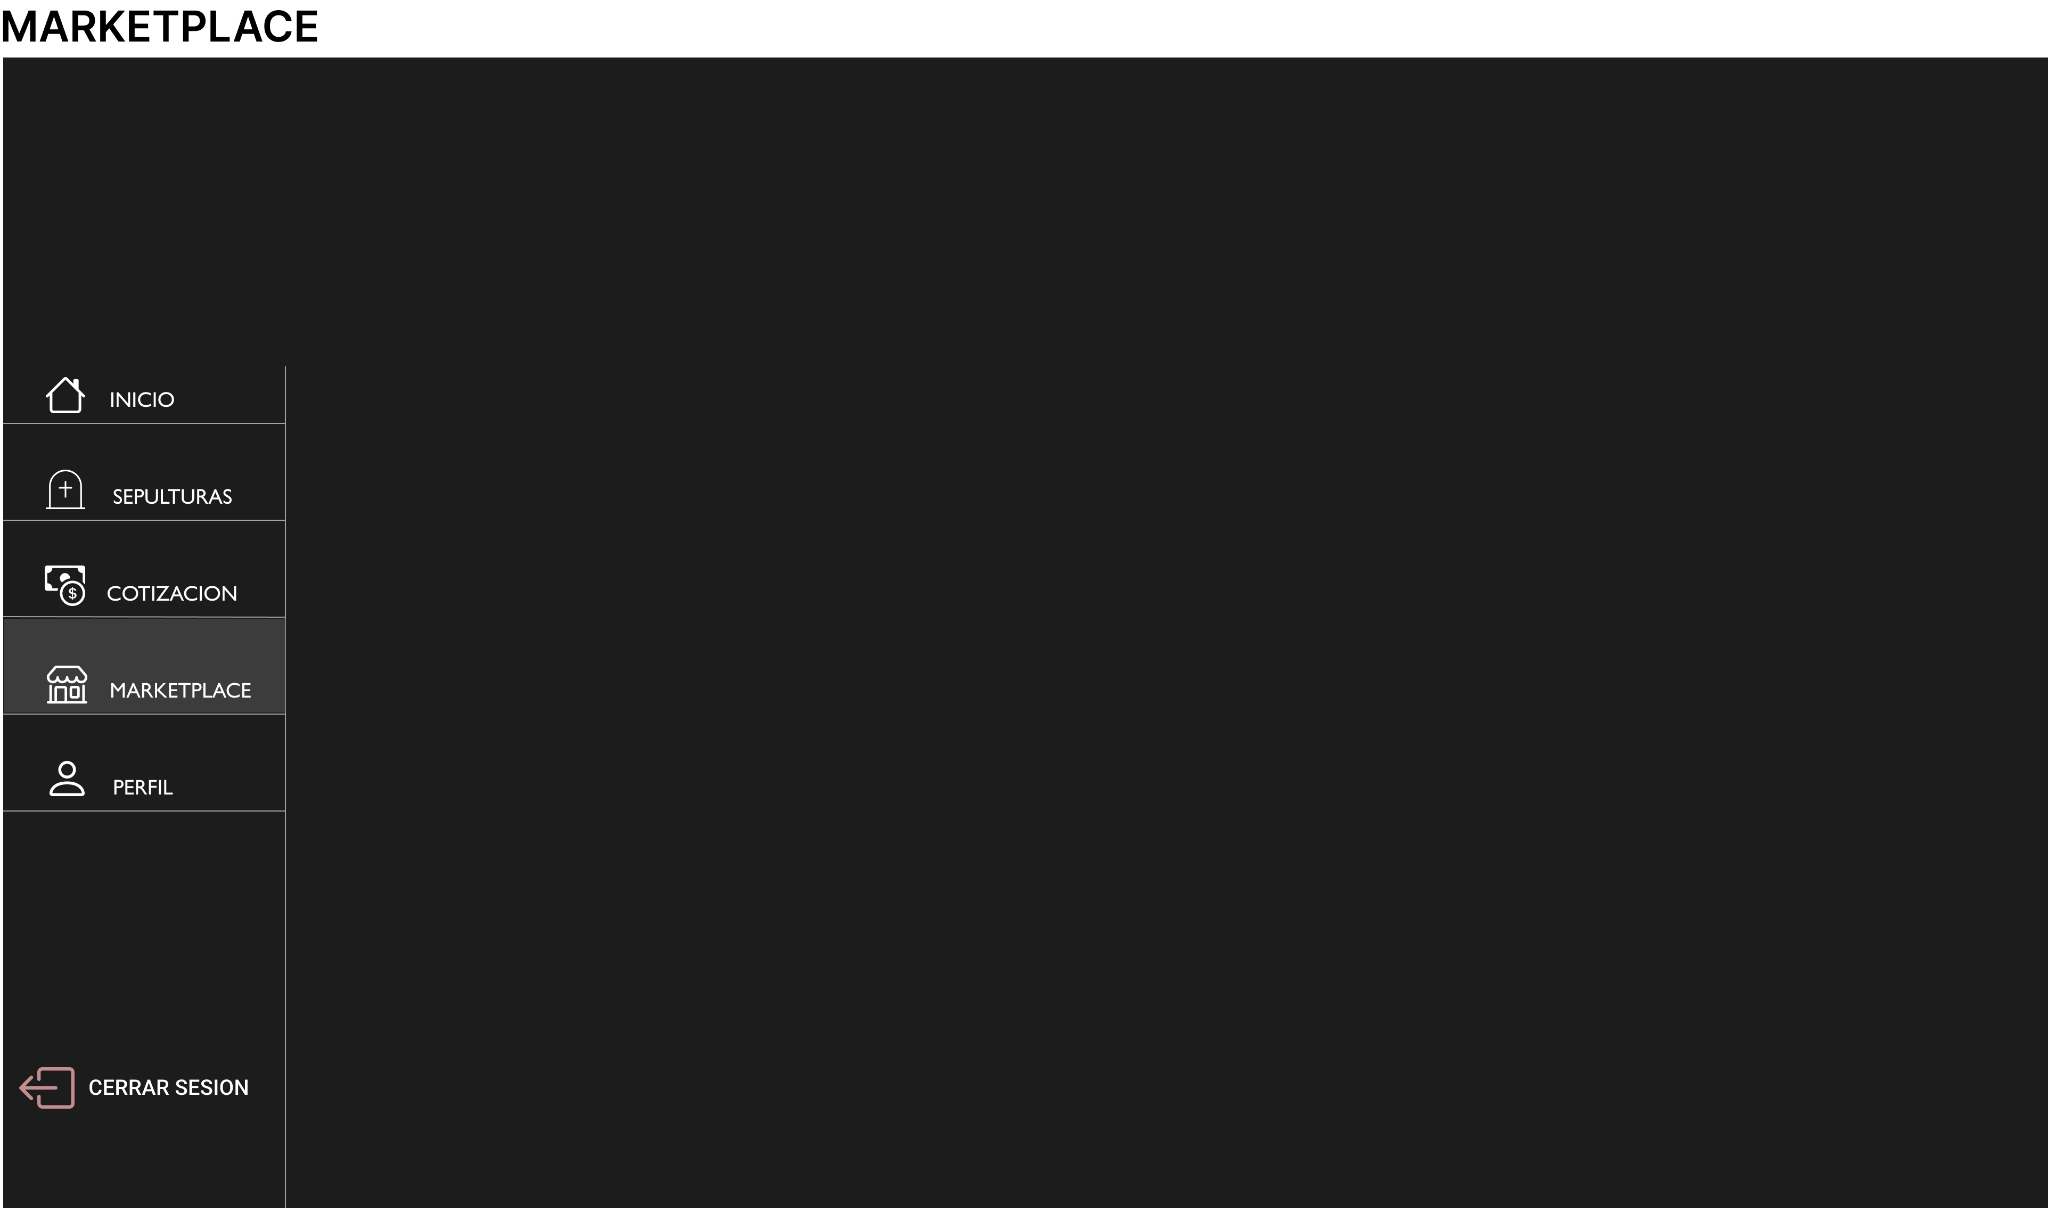 MARKETPLACE
INICIO
SEPULTURAS
$
COTIZACION
MARKETPLACE
PERFIL
CERRAR SESION